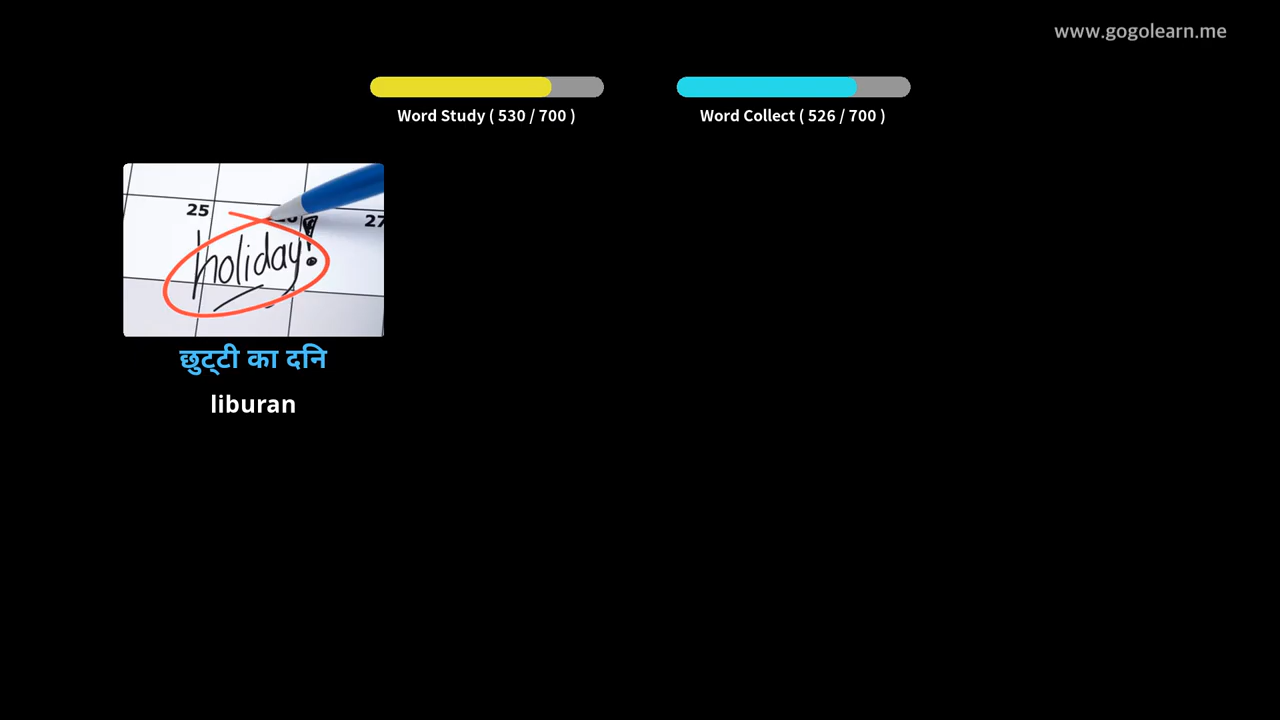 www.gogolearn.me
Word Study ( 530 / 700 )
Word Collect ( 526 / 700 )
25
27
holiday!
छुट्टी का दनि
liburan